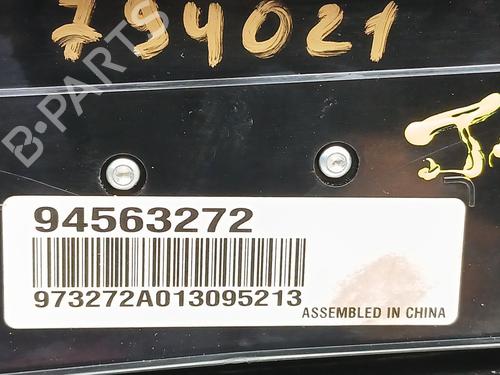 794021
B-PARTS
94563272
973272A013095213
ASSEMBLED IN CHINA